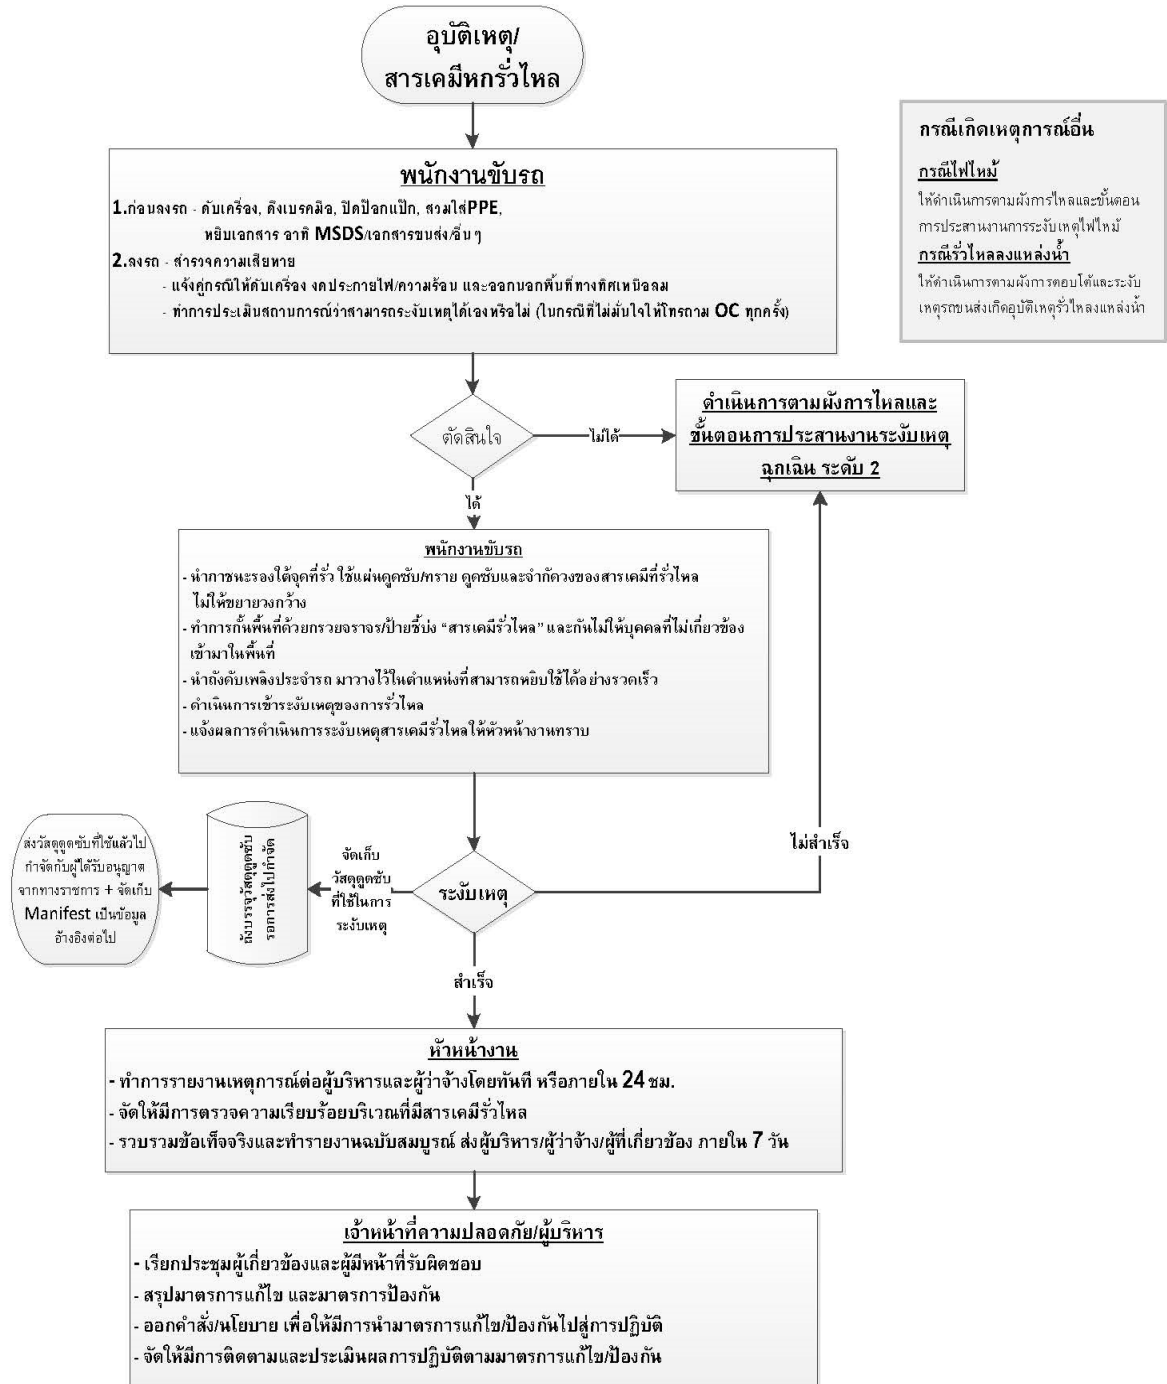 อุบัติเหตุ/
สารเคมีหกรั่วไหล
กรณีเกิดเหตุการณ์อื่น
กรณีไฟไหม้
ให้ดำเนินการตามผังการไหลและขั้นตอน
การประสานงานการระงับเหตุไฟไหม้
กรณีรั่วไหลลงแหล่งน้ำ
ให้ดำเนินการตามผังการตอบโต้และระงับ
เหตุรถขนส่งเกิดอุบัติเหตุรั่วไหลงแหล่งน้ำ
พนักงานขับรถ
1.ก่อนลงรถ - ดับเครื่อง, ดึงเบรคมือ, ปิดป๊อกแป๊ก, สวมใส่PPE,
หยิบเอกสาร อาทิ MSDS/เอกสารขนส่ง/อื่น ๆ
2.ลงรถ - สำรวจความเสียหาย
- แจ้งคู่กรณีให้ดับเครื่อง งดประกายไฟ/ความร้อน และออกนอกพื้นที่ทางทิศเหนือลม
- ทำการประเมินสถานการณ์ว่าสามารถระงับเหตุได้เองหรือไม่ (ในกรณีที่ไม่มั่นใจให้โทรถาม OC ทุกครั้ง)
ตัดสินใจ
ไม่ได้
ดำเนินการตามผังการไหลและ
ขั้นตอนการประสานงานระงับเหตุ
ฉุกเฉิน ระดับ 2
ได้
พนักงานขับรถ
- นำภาชนะรองใต้จุดที่รั่ว ใช้แผ่นดูดซับ/ทราย ดูดซับและจำกัดวงของสารเคมีที่รั่วไหล
ไม่ให้ขยายวงกว้าง
- ทำการกั้นพื้นที่ด้วยกรวยจราจร/ป้ายชี้บ่ง “สารเคมีรั่วไหล” และกันไม่ให้บุคคลที่ไม่เกี่ยวข้อง
เข้ามาในพื้นที่
- นำถังดับเพลิงประจำรถ มาวางไว้ในตำแหน่งที่สามารถหยิบใช้ได้อย่างรวดเร็ว
- ดำเนินการเข้าระงับเหตุของการรั่วไหล
- แจ้งผลการดำเนินการระงับเหตุสารเคมีรั่วไหลให้หัวหน้างานทราบ
ไม่สำเร็จ
ระงับเหตุ
จัดเก็บ
วัสดุดูดซับ
ที่ใช้ในการ
ระงับเหตุ
ถังบรรจุวัสดุดูดซับ
รอการส่งไปกำจัด
ส่งวัสดุดูดซับที่ใช้แล้วไป
กำจัดกับผู้ได้รับอนุญาต
จากทางราชการ + จัดเก็บ
Manifest เป็นข้อมูล
อ้างอิงต่อไป
สำเร็จ
หัวหน้างาน
- ทำการรายงานเหตุการณ์ต่อผู้บริหารและผู้ว่าจ้างโดยทันที หรือภายใน 24 ชม.
- จัดให้มีการตรวจความเรียบร้อยบริเวณที่มีสารเคมีรั่วไหล
- รวบรวมข้อเท็จจริงและทำรายงานฉบับสมบูรณ์ ส่งผู้บริหาร/ผู้ว่าจ้าง/ผู้ที่เกี่ยวข้อง ภายใน 7 วัน
เจ้าหน้าที่ความปลอดภัย/ผู้บริหาร
- เรียกประชุมผู้เกี่ยวข้องและผู้มีหน้าที่รับผิดชอบ
- สรุปมาตรการแก้ไข และมาตรการป้องกัน
- ออกคำสั่ง/นโยบาย เพื่อให้มีการนำมาตรการแก้ไข/ป้องกันไปสู่การปฏิบัติ
- จัดให้มีการติดตามและประเมินผลการปฏิบัติตามมาตรการแก้ไข/ป้องกัน